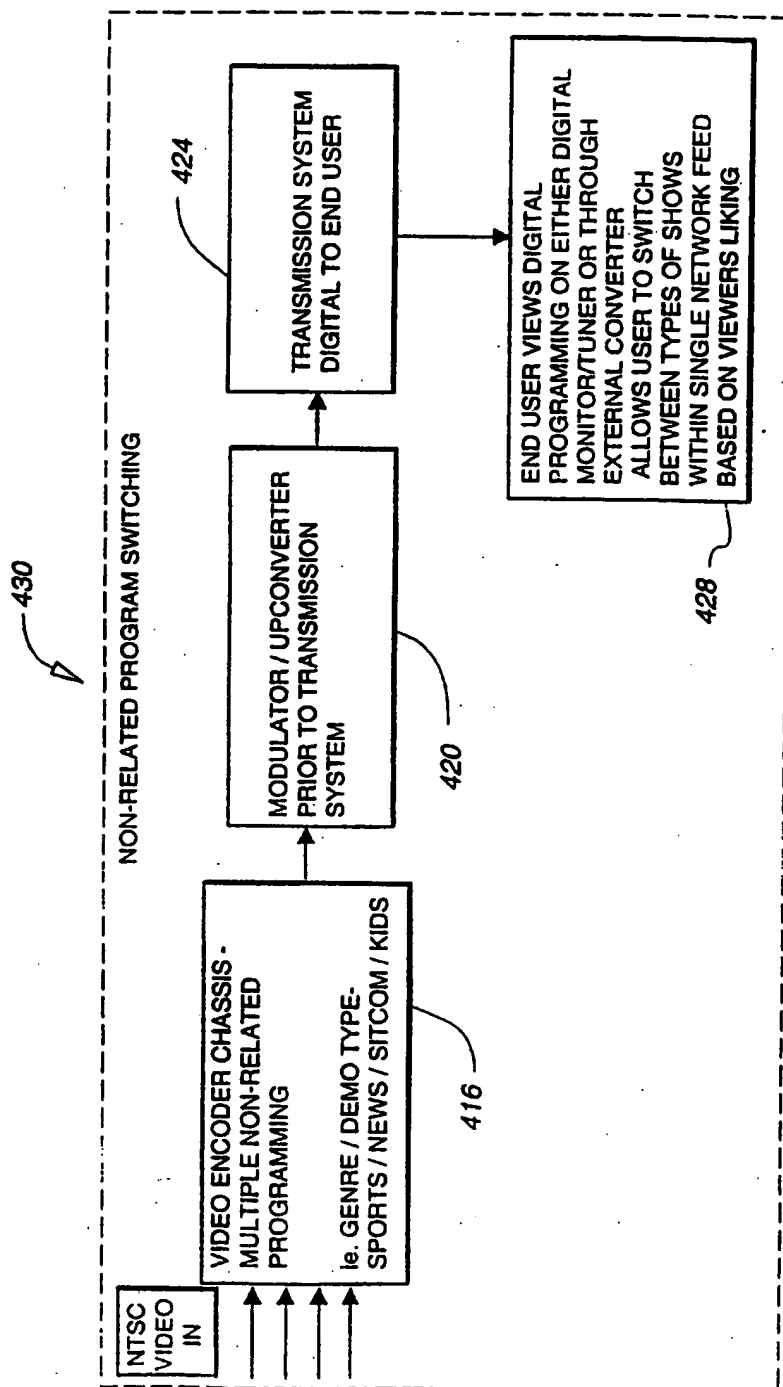 430
NON-RELATED PROGRAM SWITCHING
NTSC
VIDEO
IN
VIDEO ENCODER CHASSIS -
MULTIPLE NON-RELATED
PROGRAMMING
Ie. GENRE / DEMO TYPE-
SPORTS / NEWS / SITCOM / KIDS
416
MODULATOR / UPCONVERTER
PRIOR TO TRANSMISSION
SYSTEM
420
424
TRANSMISSION SYSTEM
DIGITAL TO END USER
END USER VIEWS DIGITAL
PROGRAMMING ON EITHER DIGITAL
MONITOR/TUNER OR THROUGH
EXTERNAL CONVERTER
ALLOWS USER TO SWITCH
BETWEEN TYPES OF SHOWS
WITHIN SINGLE NETWORK FEED
BASED ON VIEWERS LIKING
428